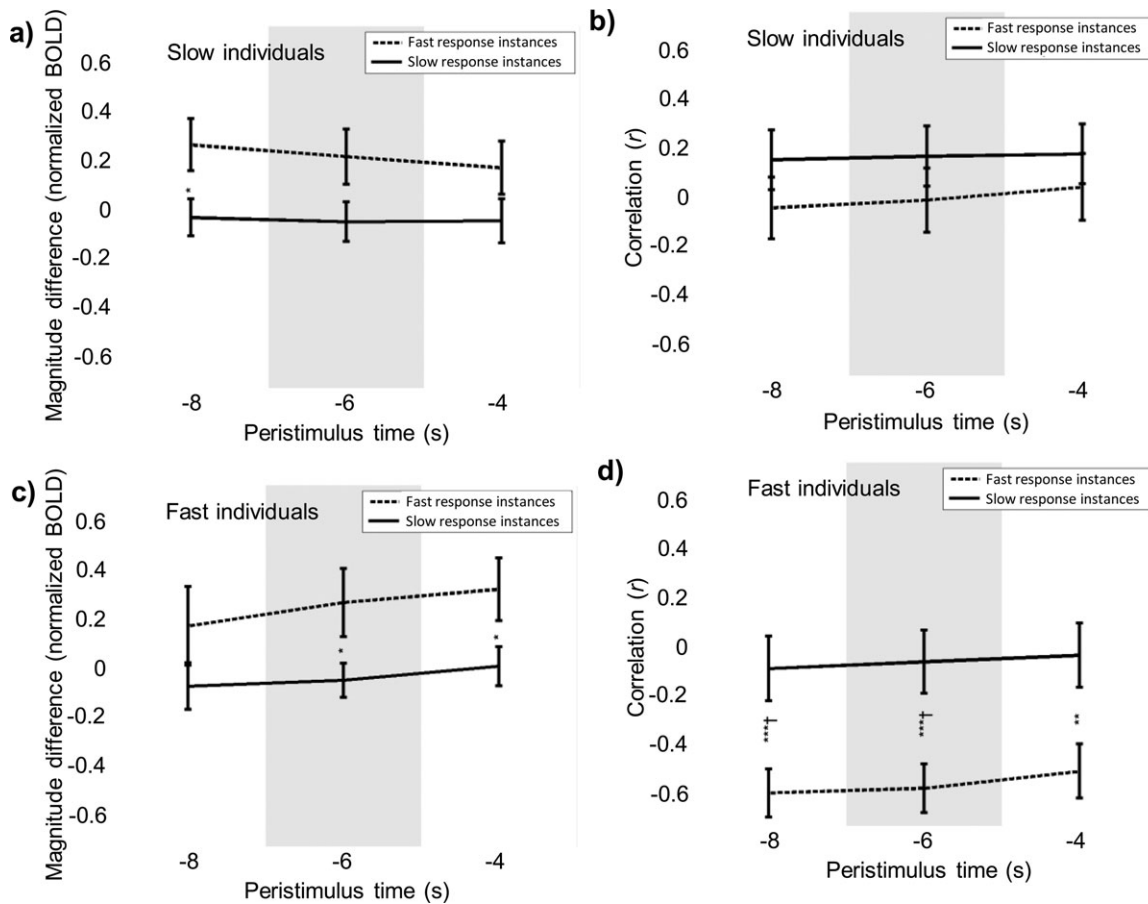 a)
Slow individuals
Fast response instances
Slow response instances
Magnitude difference (normalized BOLD)
0.6
0.4
0.2
0
-0.2
-0.4
-0.6
*
-8
-6
-4
Peristimulus time (s)
b)
Slow individuals
Fast response instances
Slow response instances
Correlation (r)
0.6
0.4
0.2
0
-0.2
-0.4
-0.6
-8
-6
-4
Peristimulus time (s)
c)
Fast individuals
Fast response instances
Slow response instances
Magnitude difference (normalized BOLD)
0.6
0.4
0.2
0
-0.2
-0.4
-0.6
*
*
-8
-6
-4
Peristimulus time (s)
d)
Fast individuals
Fast response instances
Slow response instances
Correlation (r)
0.6
0.4
0.2
0
-0.2
-0.4
-0.6
-8
-6
-4
Peristimulus time (s)